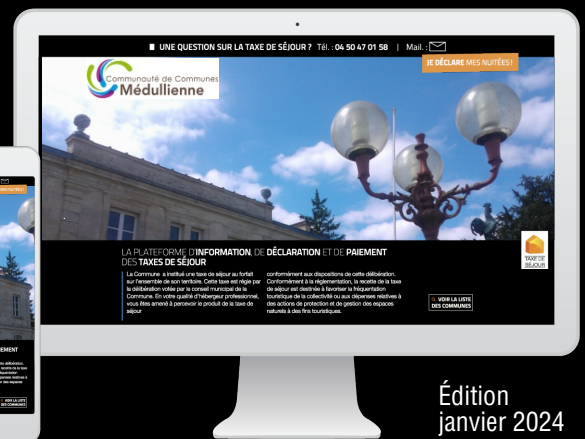 UNE QUESTION SUR LA TAXE DE SÉJOUR ? Tél. : 04 50 47 01 58 | Mail. :
JE DÉCLARE MES NUITÉES !
Communauté de Communes
Médullienne
LA PLATEFORME D'INFORMATION, DE DÉCLARATION ET DE PAIEMENT
DES TAXES DE SÉJOUR
La Commune a institué une taxe de séjour au forfait
sur l'ensemble de son territoire. Cette taxe est régie par
la délibération votée par le conseil municipal de la
Commune. En votre qualité d'hébergeur professionnel,
vous êtes amené à percevoir le produit de la taxe de
séjour
conformément aux dispositions de cette délibération.
Conformément à la réglementation, la recette de la taxe
de séjour est destinée à favoriser la fréquentation
touristique de la collectivité ou aux dépenses relatives à
des actions de protection et de gestion des espaces
naturels à des fins touristiques.
TAXE DE
SÉJOUR
VOIR LA LISTE
DES COMMUNES
EMENT
VOIR LA LISTE
DES COMMUNES
Édition
janvier 2024